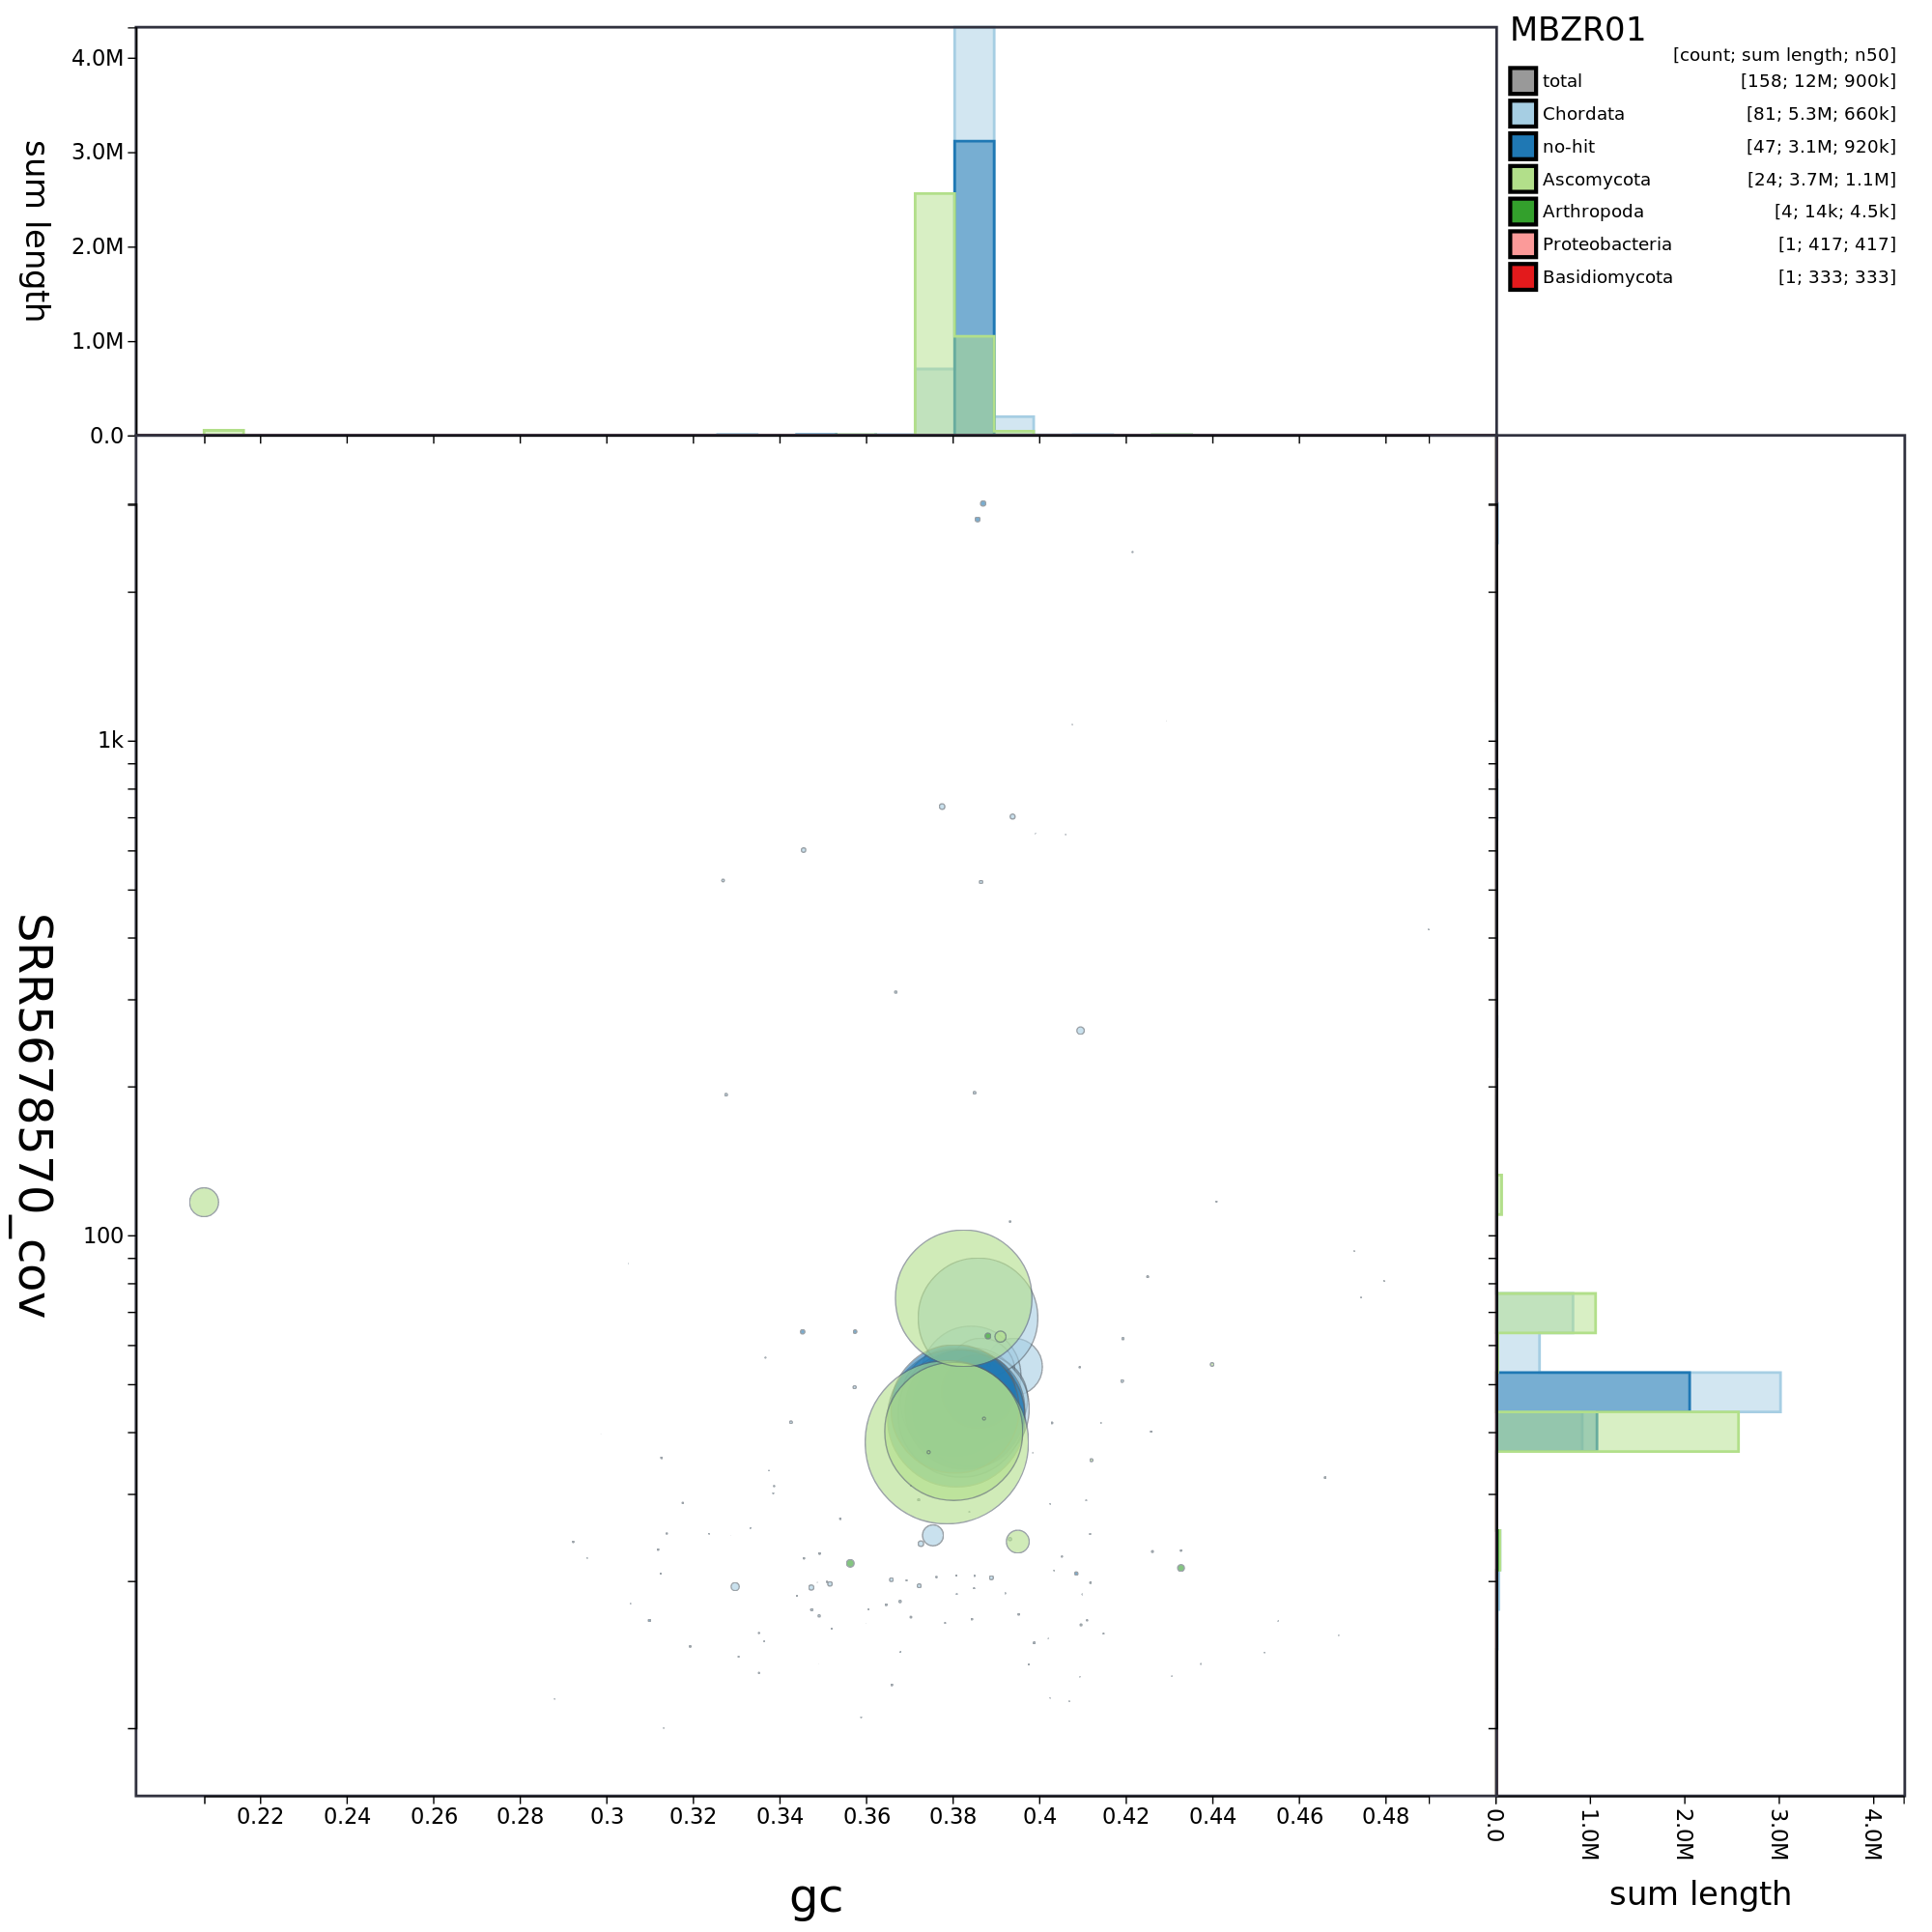 MBZR01
[count; sum length; n50]
total [158; 12M; 900k]
Chordata [81; 5.3M; 660k]
no-hit [47; 3.1M; 920k]
Ascomycota [24; 3.7M; 1.1M]
Arthropoda [4; 14k; 4.5k]
Proteobacteria [1; 417; 417]
Basidiomycota [1; 333; 333]
sum length
4.0M
3.0M
2.0M
1.0M
0.0
SRR5678570_cov
1k
100
0.22 0.24 0.26 0.28 0.3 0.32 0.34 0.36 0.38 0.4 0.42 0.44 0.46 0.48
gc
0.0 1.0M 2.0M 3.0M 4.0M
sum length